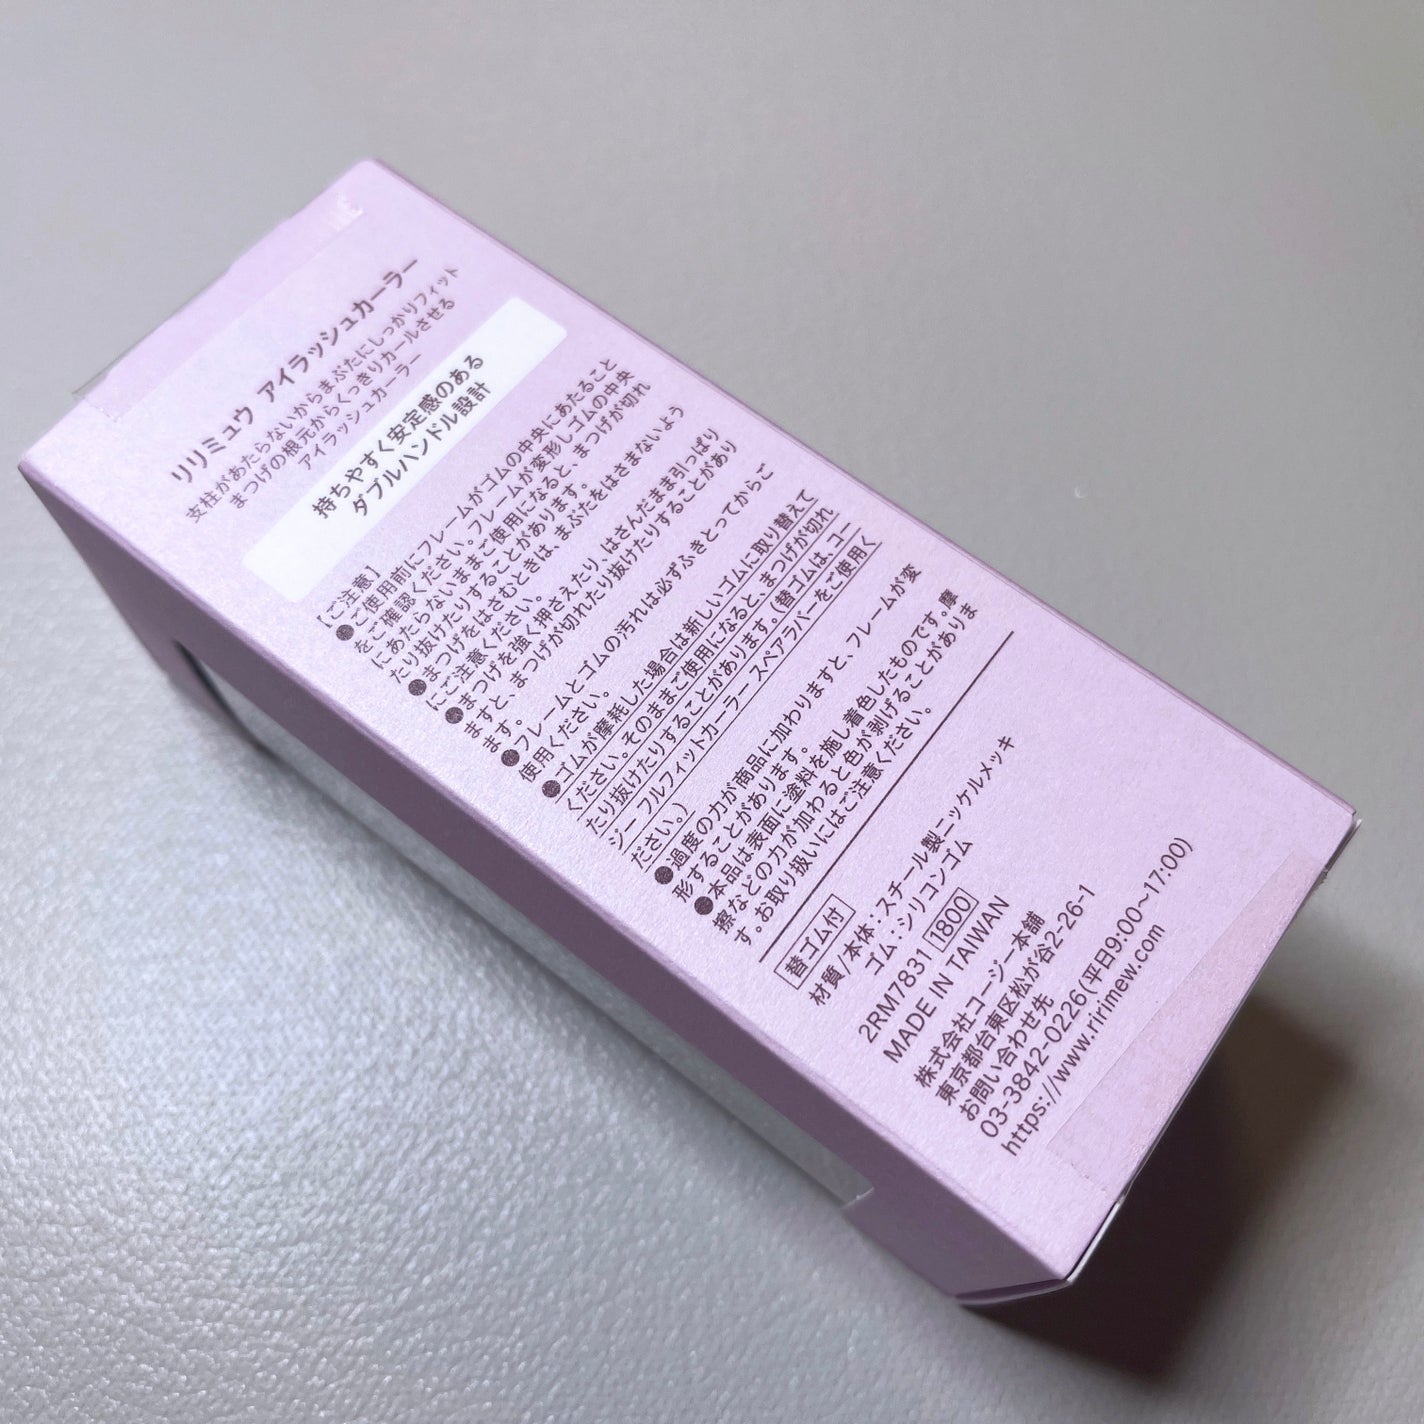 リリミュウ アイラッシュカーラー
支柱があたらないからまぶたにしっかりフィット
まつげの根元からくっきりカールさせる
アイラッシュカーラー
持ちやすく安定感のある
ダブルハンドル設計
[ご注意]
●ご使用前にフレームがゴムの中央にあたること
をご確認ください。フレームが変形しゴムの中央
にあたらないままご使用になると、まつげが切れ
たり抜けたりすることがあります。
●まつげをはさむときは、まぶたをはさまないよう
にご注意ください。
●まつげを強く押さえたり、はさんだまま引っぱり
ますと、まつげが切れたり抜けたりすることがあり
ます。
●フレームとゴムの汚れは必ずふきとってからご
使用ください。
●ゴムが摩耗した場合は新しいゴムに取り替えて
ください。そのままご使用になると、まつげが切れ
たり抜けたりすることがあります。(替ゴムは、コー
ジー フルフィットカーラー スペアラバーをご使用く
ださい。)
●過度の力が商品に加わりますと、フレームが変
形することがあります。
●本品は表面に塗料を施し着色したものです。摩
擦などの力が加わると色が剥げることがありま
す。お取り扱いにはご注意ください。
替ゴム付
材質/本体:スチール製ニッケルメッキ
ゴム:シリコンゴム
2RM7831 1800
MADE IN TAIWAN
株式会社コージー本舗
東京都台東区松が谷2-26-1
お問い合わせ先
03-3842-0226(平日9:00~17:00)
https://www.ririmew.com